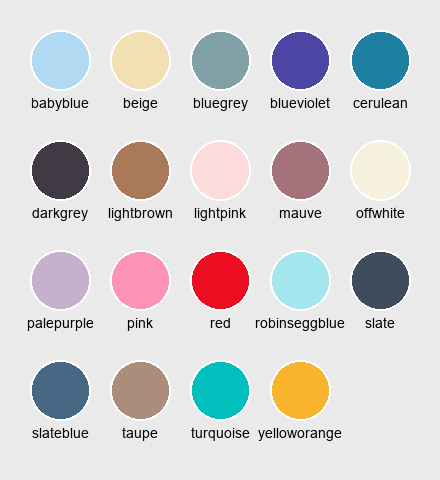 babyblue beige bluegrey blueviolet cerulean
darkgrey lightbrown lightpink mauve offwhite
palepurple pink red robinseggblue slate
slateblue taupe turquoise yelloworange